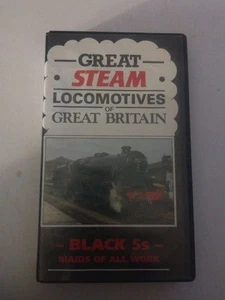 GREAT
STEAM
LOCOMOTIVES
OF
GREAT BRITAIN
~ BLACK 5s ~
MAIDS OF ALL WORK